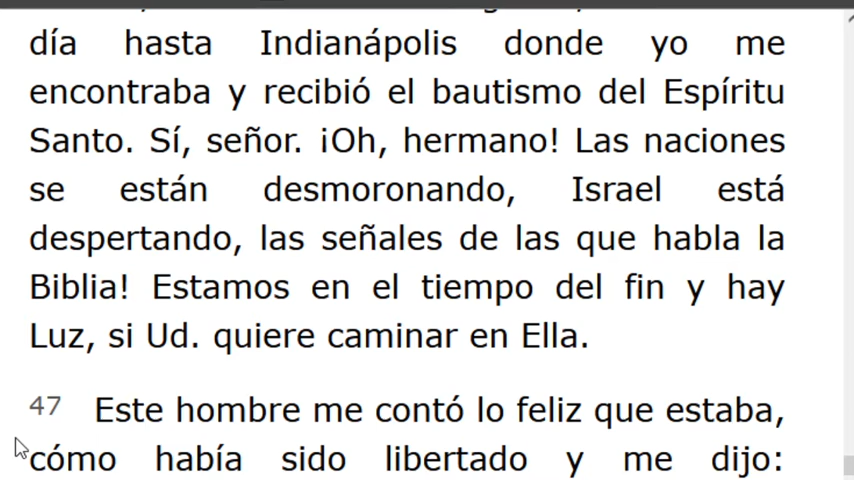 día hasta Indianápolis donde yo me
encontraba y recibió el bautismo del Espíritu
Santo. Sí, señor. ¡Oh, hermano! Las naciones
se están desmoronando, Israel está
despertando, las señales de las que habla la
Biblia! Estamos en el tiempo del fin y hay
Luz, si Ud. quiere caminar en Ella.
47 Este hombre me contó lo feliz que estaba,
cómo había sido libertado y me dijo: